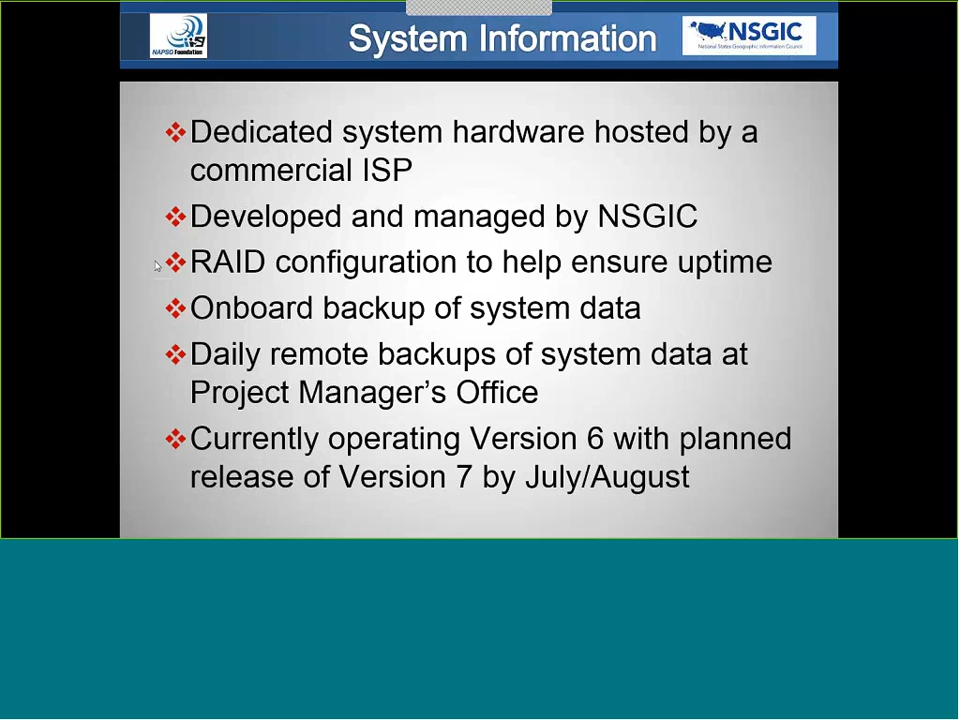 NAPSG Foundation
System Information
NSGIC
National States Geographic Information Council
Dedicated system hardware hosted by a
commercial ISP
Developed and managed by NSGIC
RAID configuration to help ensure uptime
Onboard backup of system data
Daily remote backups of system data at
Project Manager’s Office
Currently operating Version 6 with planned
release of Version 7 by July/August